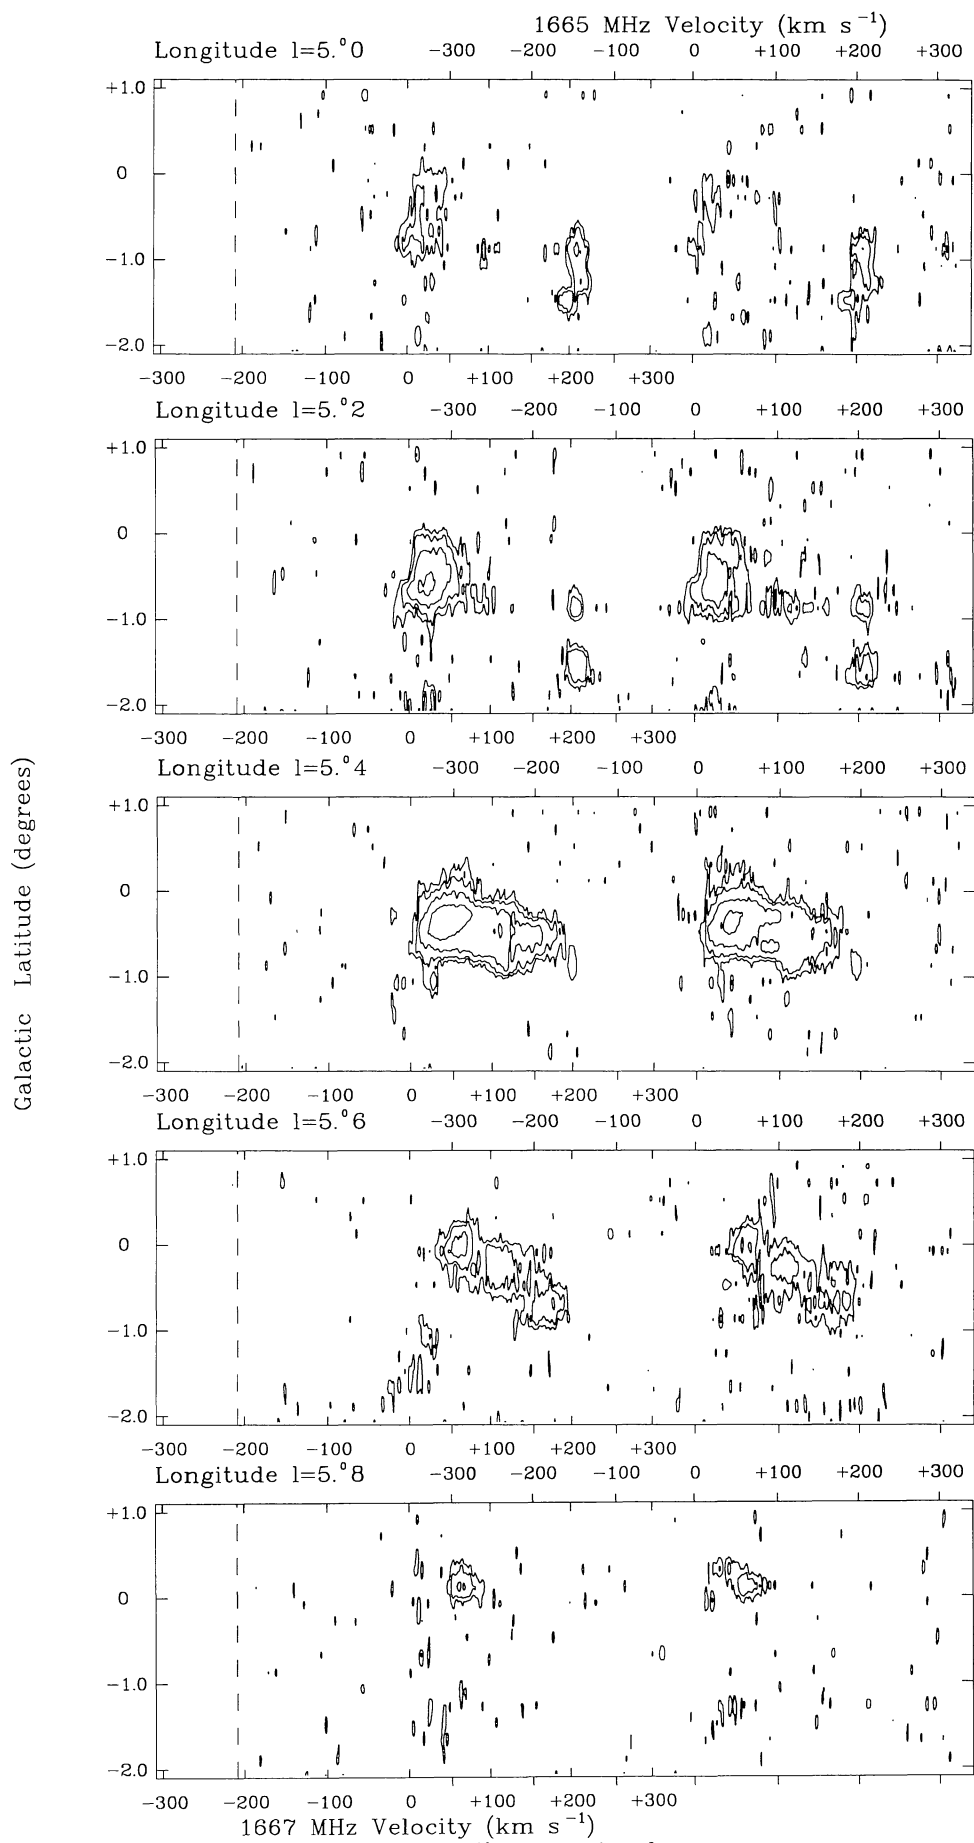 1665 MHz Velocity (km s⁻¹)
Longitude l=5.°0 -300 -200 -100 0 +100 +200 +300
+1.0
0
-1.0
-2.0
-300 -200 -100 0 +100 +200 +300
Longitude l=5.°2 -300 -200 -100 0 +100 +200 +300
+1.0
0
-1.0
-2.0
-300 -200 -100 0 +100 +200 +300
Longitude l=5.°4 -300 -200 -100 0 +100 +200 +300
+1.0
0
-1.0
-2.0
Galactic Latitude (degrees)
-300 -200 -100 0 +100 +200 +300
Longitude l=5.°6 -300 -200 -100 0 +100 +200 +300
+1.0
0
-1.0
-2.0
-300 -200 -100 0 +100 +200 +300
Longitude l=5.°8 -300 -200 -100 0 +100 +200 +300
+1.0
0
-1.0
-2.0
-300 -200 -100 0 +100 +200 +300
1667 MHz Velocity (km s⁻¹)